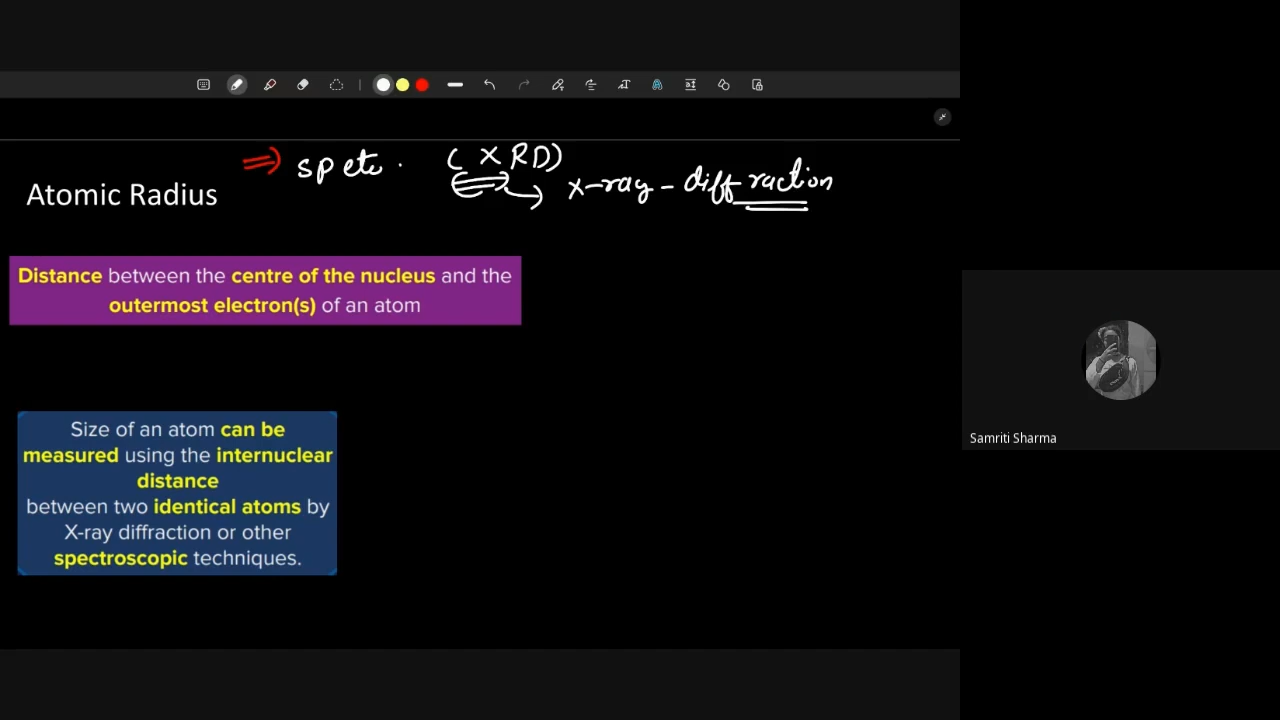 ⇒ spetc. (XRD)
→ x-ray-diffraction
Atomic Radius
Distance between the centre of the nucleus and the
outermost electron(s) of an atom
Size of an atom can be
measured using the internuclear
distance
between two identical atoms by
X-ray diffraction or other
spectroscopic techniques.
Samriti Sharma